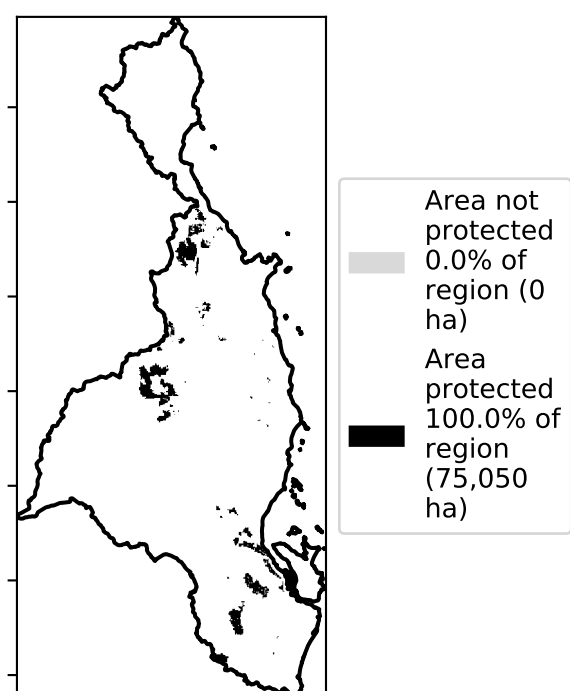 Area not
protected
0.0% of
region (0
ha)
Area
protected
100.0% of
region
(75,050
ha)